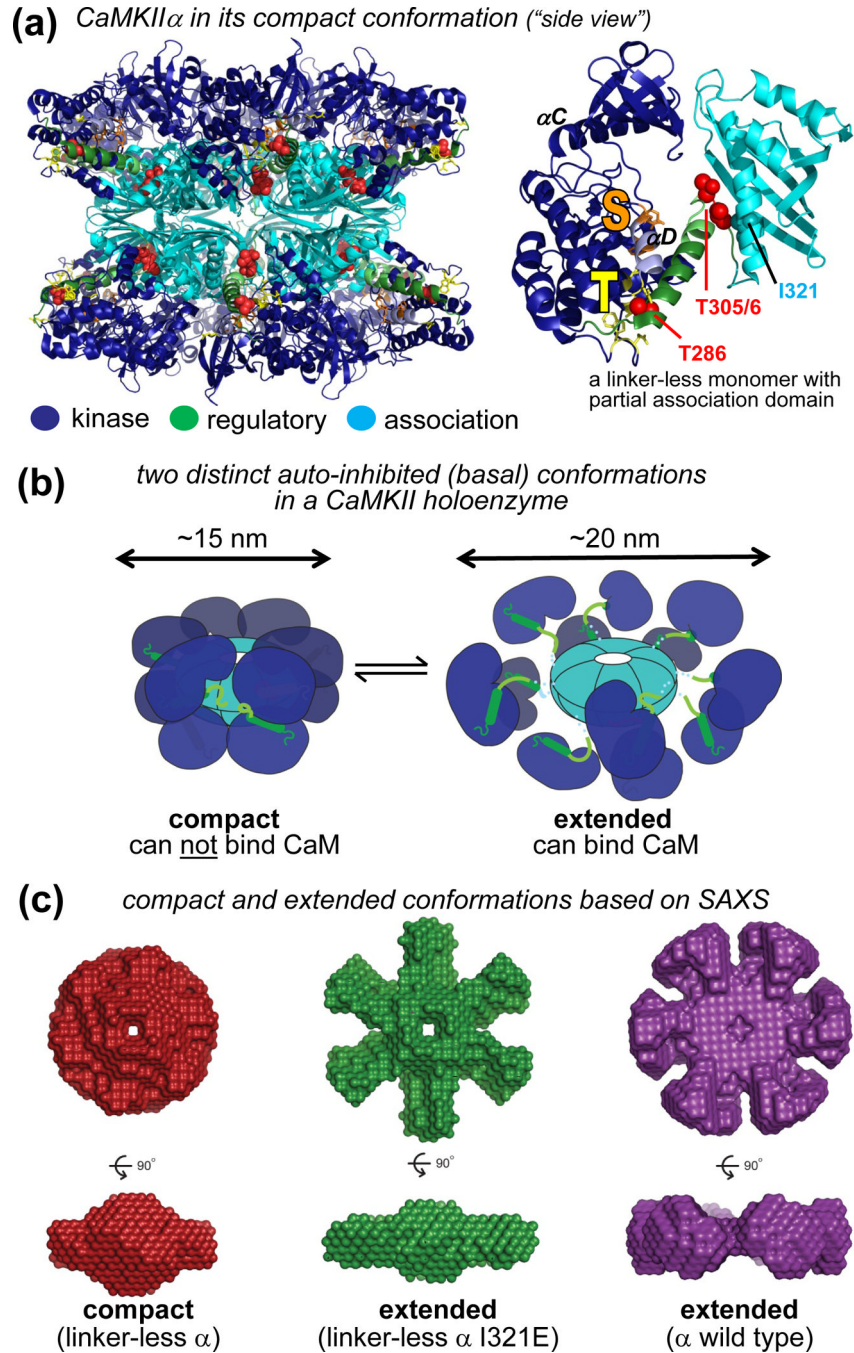 (a) CaMKIIα in its compact conformation ("side view")
αC
S
αD
T
I321
T305/6
T286
a linker-less monomer with
partial association domain
kinase regulatory association
(b) two distinct auto-inhibited (basal) conformations
in a CaMKII holoenzyme
~15 nm ~20 nm
compact extended
can not bind CaM can bind CaM
(c) compact and extended conformations based on SAXS
90° 90° 90°
compact extended extended
(linker-less α) (linker-less α I321E) (α wild type)